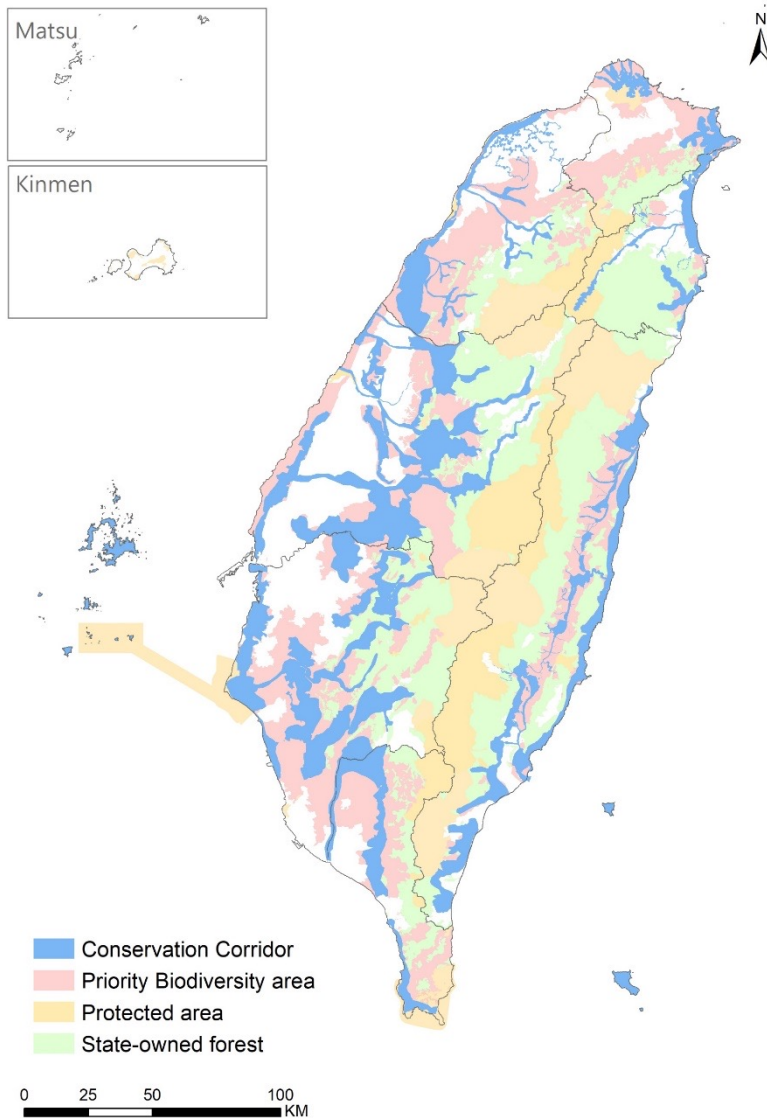 Matsu
N
Kinmen
Conservation Corridor
Priority Biodiversity area
Protected area
State-owned forest
0 25 50 100
KM